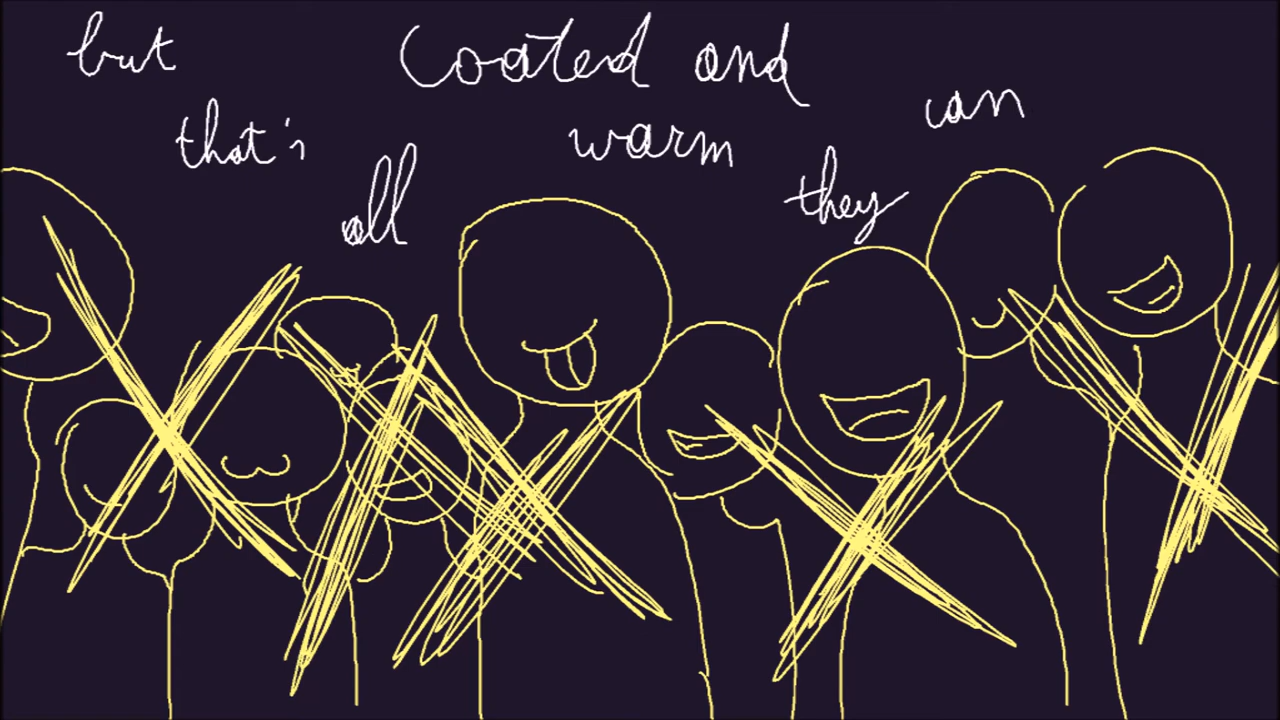 but
that's
all
coated and
warm
they
can